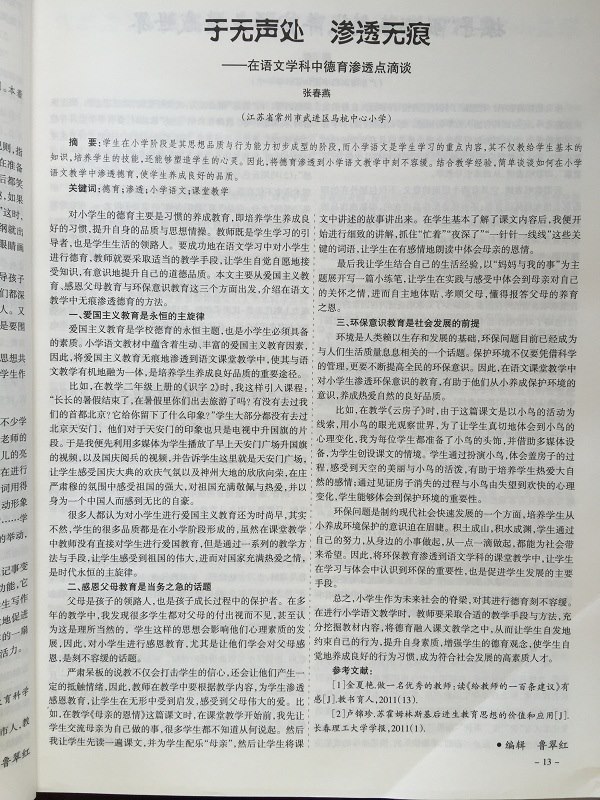 于无声处 渗透无痕
——在语文学科中德育渗透点滴谈
张春燕
(江苏省常州市武进区马杭中心小学)
摘 要:学生在小学阶段是其思想品质与行为能力初步成型的阶段,而小学语文是学生学习的重点内容,其不仅教给学生基本的
知识,培养学生的技能,还能够塑造学生的心灵。因此,将德育渗透到小学语文教学中刻不容缓。结合教学经验,简单谈谈如何在小学
语文教学中渗透德育,使学生养成良好的品质。
关键词:德育;渗透;小学语文;课堂教学
对小学生的德育主要是习惯的养成教育,即培养学生养成良
好的习惯,提升自身的品质与思想情操。教师既是学生学习的引
导者,也是学生生活的领路人。要成功地在语文学习中对小学生
进行德育,教师就要采取适当的教学手段,让学生自觉自愿地接
受知识,有意识地提升自己的道德品质。本文主要从爱国主义教
育、感恩父母教育与环保意识教育这三个方面出发,介绍在语文
教学中无痕渗透德育的方法。
一、爱国主义教育是永恒的主旋律
爱国主义教育是学校德育的永恒主题,也是小学生必须具备
的素质。小学语文教材中蕴含着生动、丰富的爱国主义教育因素,
因此,将爱国主义教育无痕地渗透到语文课堂教学中,使其与语
文教学有机地融为一体,是培养学生养成良好品质的重要途径。
比如,在教学二年级上册的《识字 2》时,我这样引入课程:
“长长的暑假结束了,在暑假里你们出去旅游了吗?有没有去过我
们的首都北京?它给你留下了什么印象?”学生大部分都没有去过
北京天安门,他们对于天安门的印象也只是电视中升国旗的片
段。于是我便先利用多媒体为学生播放了早上天安门广场升国旗
的视频,以及国庆阅兵的视频,并告诉学生这里就是天安门广场,
让学生感受国庆大典的欢庆气氛以及神州大地的欣欣向荣,在庄
严肃穆的氛围中感受祖国的强大,对祖国充满敬仰与热爱,并以
身为一个中国人而感到无比的自豪。
很多人都认为对小学生进行爱国主义教育还为时尚早,其实
不然,学生的很多品质都是在小学阶段形成的,虽然在课堂教学
中教师没有直接对学生进行爱国教育,但是通过一系列的教学方
法与手段,让学生感受到祖国的伟大,进而对国家充满热爱之情,
是时代永恒的主旋律。
二、感恩父母教育是当务之急的话题
父母是孩子的领路人,也是孩子成长过程中的保护者。在多
年的教学中,我发现很多学生都对父母的付出视而不见,甚至认
为这是理所当然的,学生这样的思想会影响他们心理素质的发
展,因此,对小学生进行感恩教育,尤其是让他们学会对父母感
恩,是刻不容缓的话题。
严肃呆板的说教不仅会打击学生的信心,还会让他们产生一
定的抵触情绪,因此,教师在教学中要根据教学内容,为学生渗透
感恩教育,让学生在无形中受到启发,感受到父母伟大的爱。比
如,在教学《母亲的恩情》这篇课文时,在课堂教学开始前,我先让
学生交流母亲为自己做的事,很多学生都不知道从何说起。然后
我让学生先读一遍课文,并为学生配乐“母亲”,然后让学生将课
文中讲述的故事讲出来。在学生基本了解了课文内容后,我便开
始进行细致的讲解,抓住“忙着”“夜深了”“一针针一线线”这些关
键的词语,让学生在有感情地朗读中体会母亲的恩情。
最后我让学生结合自己的生活经验,以“妈妈与我的事”为主
题展开写一篇小练笔,让学生在实践与感受中体会到母亲对自己
的关怀之情,进而自主地体贴,孝顺父母,懂得报答父母的养育
之恩。
三、环保意识教育是社会发展的前提
环境是人类赖以生存和发展的基础,环保问题目前已经成为
与人们生活质量息息相关的一个话题。保护环境不仅要凭借科学
的管理,更要不断提高全民的环保意识。因此,在语文课堂教学中
对小学生渗透环保意识的教育,有助于他们从小养成保护环境的
意识,养成热爱自然的良好品质。
比如,在教学《云房子》时,由于这篇课文是以小鸟的活动为
线索,用小鸟的眼光观察世界,为了让学生真切地体会到小鸟的
心理变化,我为每位学生都准备了小鸟的头饰,并借助多媒体设
备,为学生创设课文的情境。学生通过扮演小鸟,体会盖房子的过
程,感受到天空的美丽与小鸟的活泼,有助于培养学生热爱大自
然的感情;通过见证房子消失的过程与小鸟由失望到欢快的心理
变化,学生能够体会到保护环境的重要性。
环保问题是制约现代社会快速发展的一个方面,培养学生从
小养成环境保护的意识迫在眉睫。积土成山,积水成渊,学生通过
自己的努力,从身边的小事做起,从一点一滴做起,都能为社会带
来希望。因此,将环保教育渗透到语文学科的课堂教学中,让学生
在学习与体会中认识到环保的重要性,也是促进学生发展的主要
手段。
总之,小学生作为未来社会的脊梁,对其进行德育刻不容缓。
在进行小学语文教学时,教师要采取合适的教学手段与方法,充
分挖掘教材内容,将德育融入课文教学之中,从而让学生自发地
约束自己的行为,提升自身素质,增强学生的德育观念,使学生自
觉地养成良好的行为习惯,成为符合社会发展的高素质人才。
参考文献:
[1]金夏艳.做一名优秀的教师:读《给教师的一百条建议》有
感[J].教书育人,2011(13).
[2]卢锦珍.苏霍姆林斯基后进生教育思想的价值和应用[J].
长春理工大学学报,2011(1).
•编辑 鲁翠红
-13-